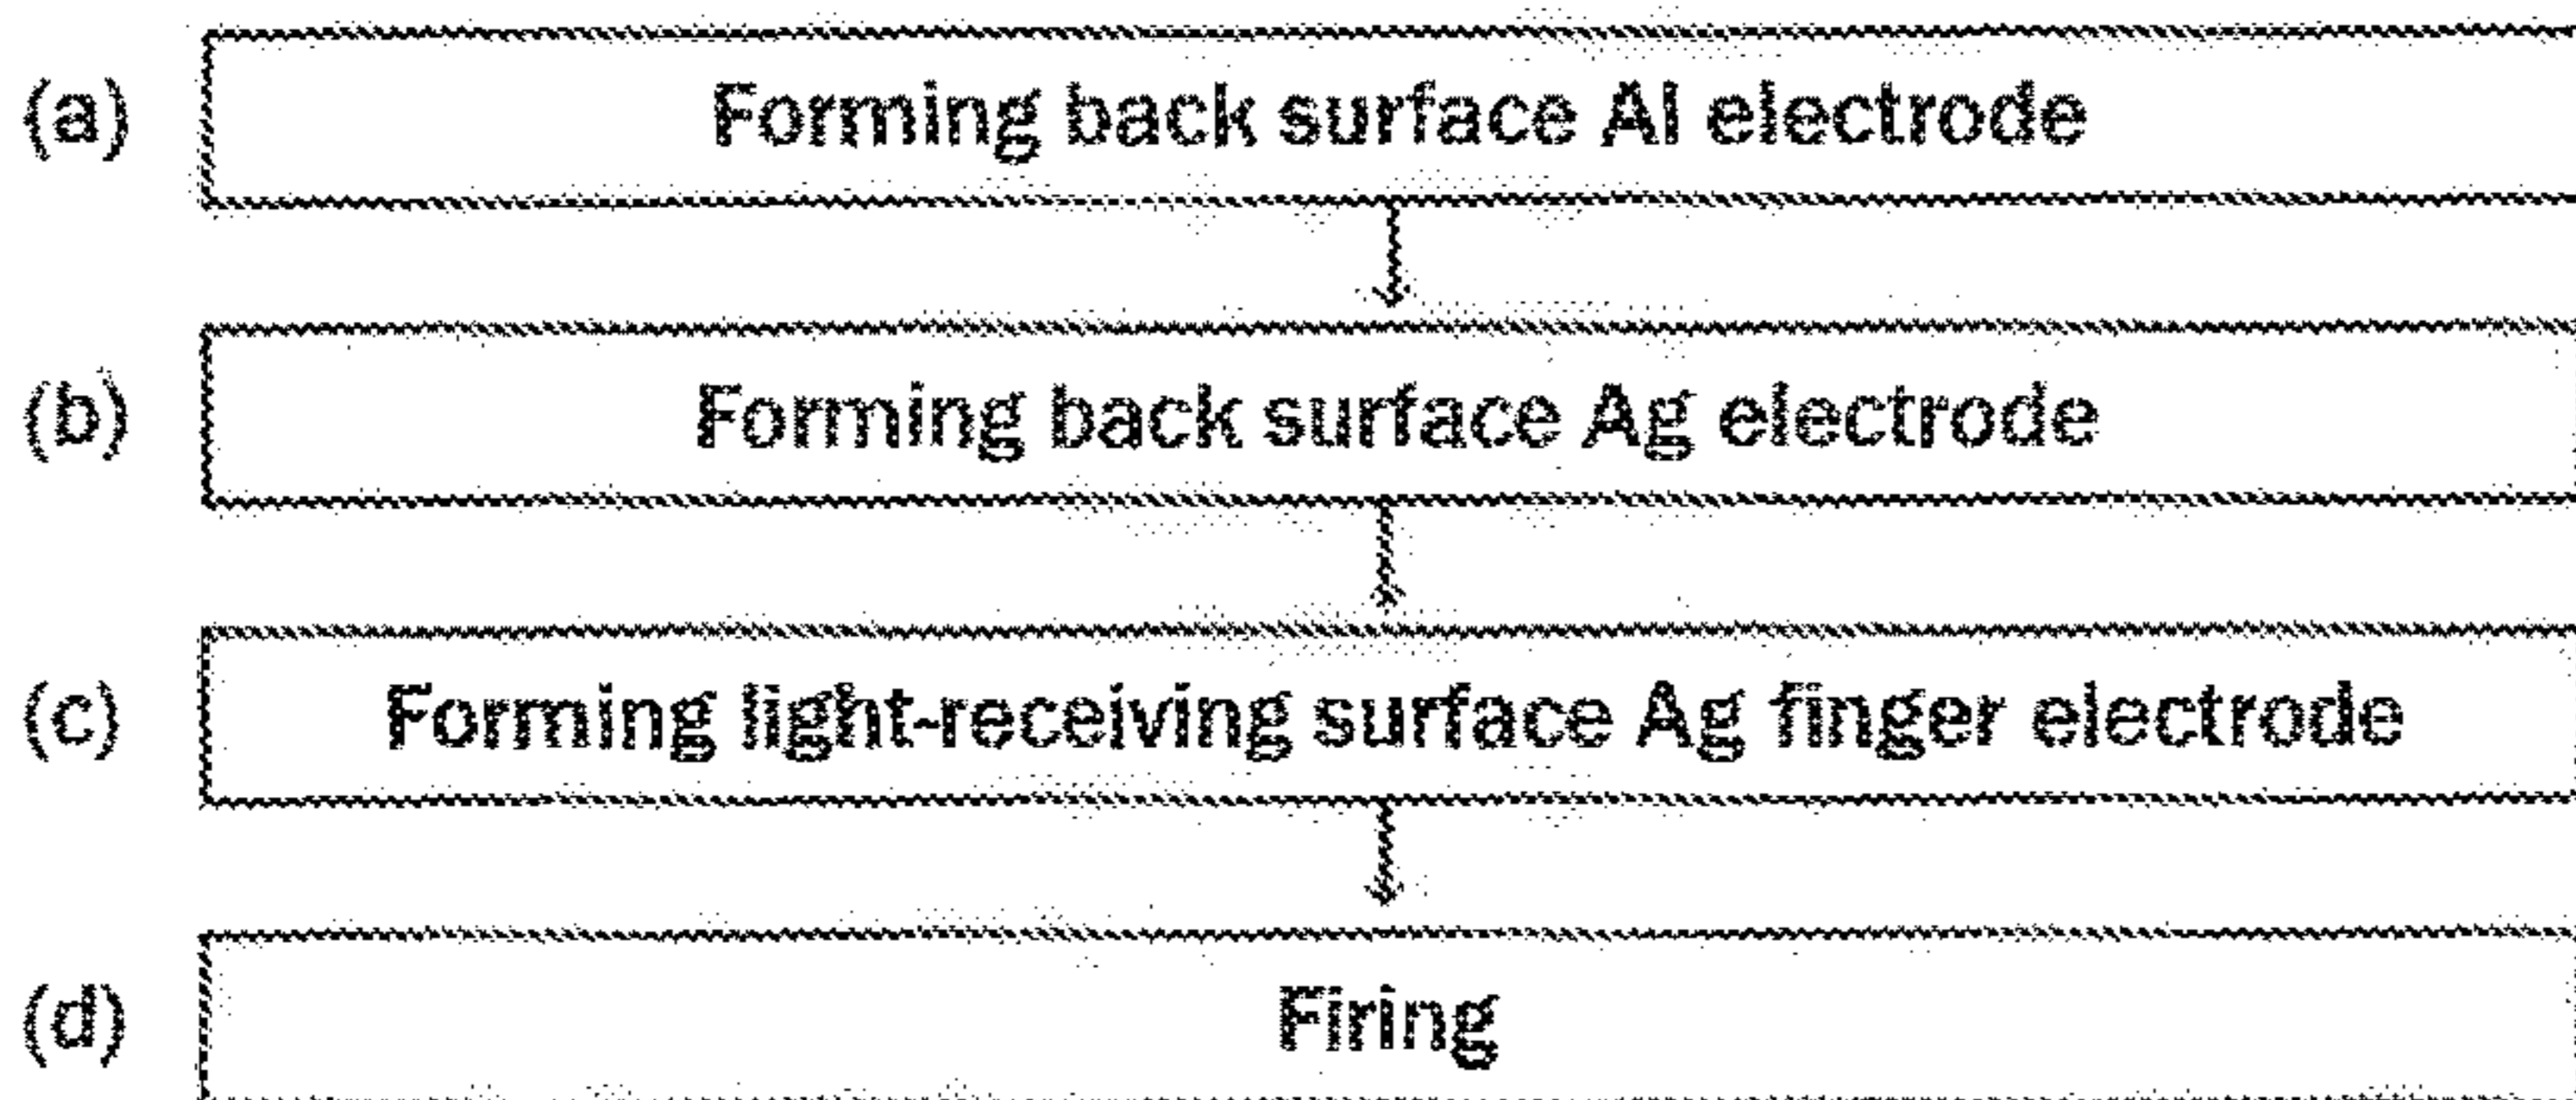 (a) Forming back surface Al electrode
(b) Forming back surface Ag electrode
(c) Forming light-receiving surface Ag finger electrode
(d) Firing